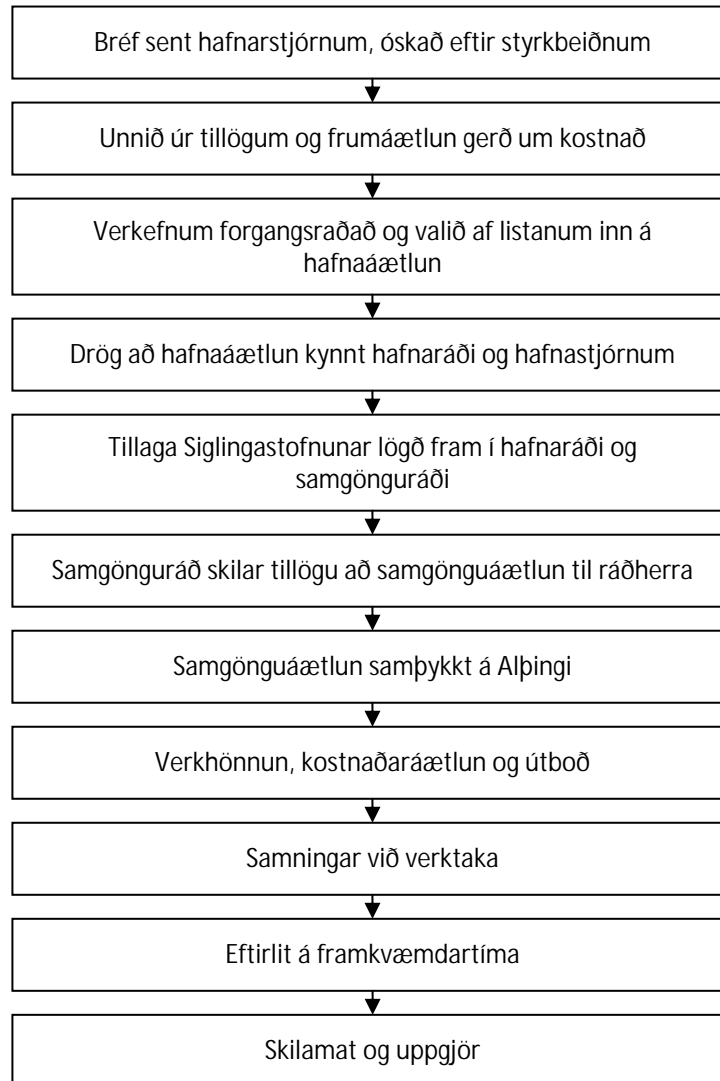 Bréf sent hafnarstjórnum, óskað eftir styrkbeiðnum
Unnið úr tillögum og frumáætlun gerð um kostnað
Verkefnum forgangsraðað og valið af listanum inn á
hafnaáætlun
Drög að hafnaáætlun kynnt hafnaráði og hafnastjórnum
Tillaga Siglingastofnunar lögð fram í hafnaráði og
samgönguráði
Samgönguráð skilar tillögu að samgönguáætlun til ráðherra
Samgönguáætlun samþykkt á Alþingi
Verkhönnun, kostnaðaráætlun og útboð
Samningar við verktaka
Eftirlit á framkvæmdartíma
Skilamat og uppgjör